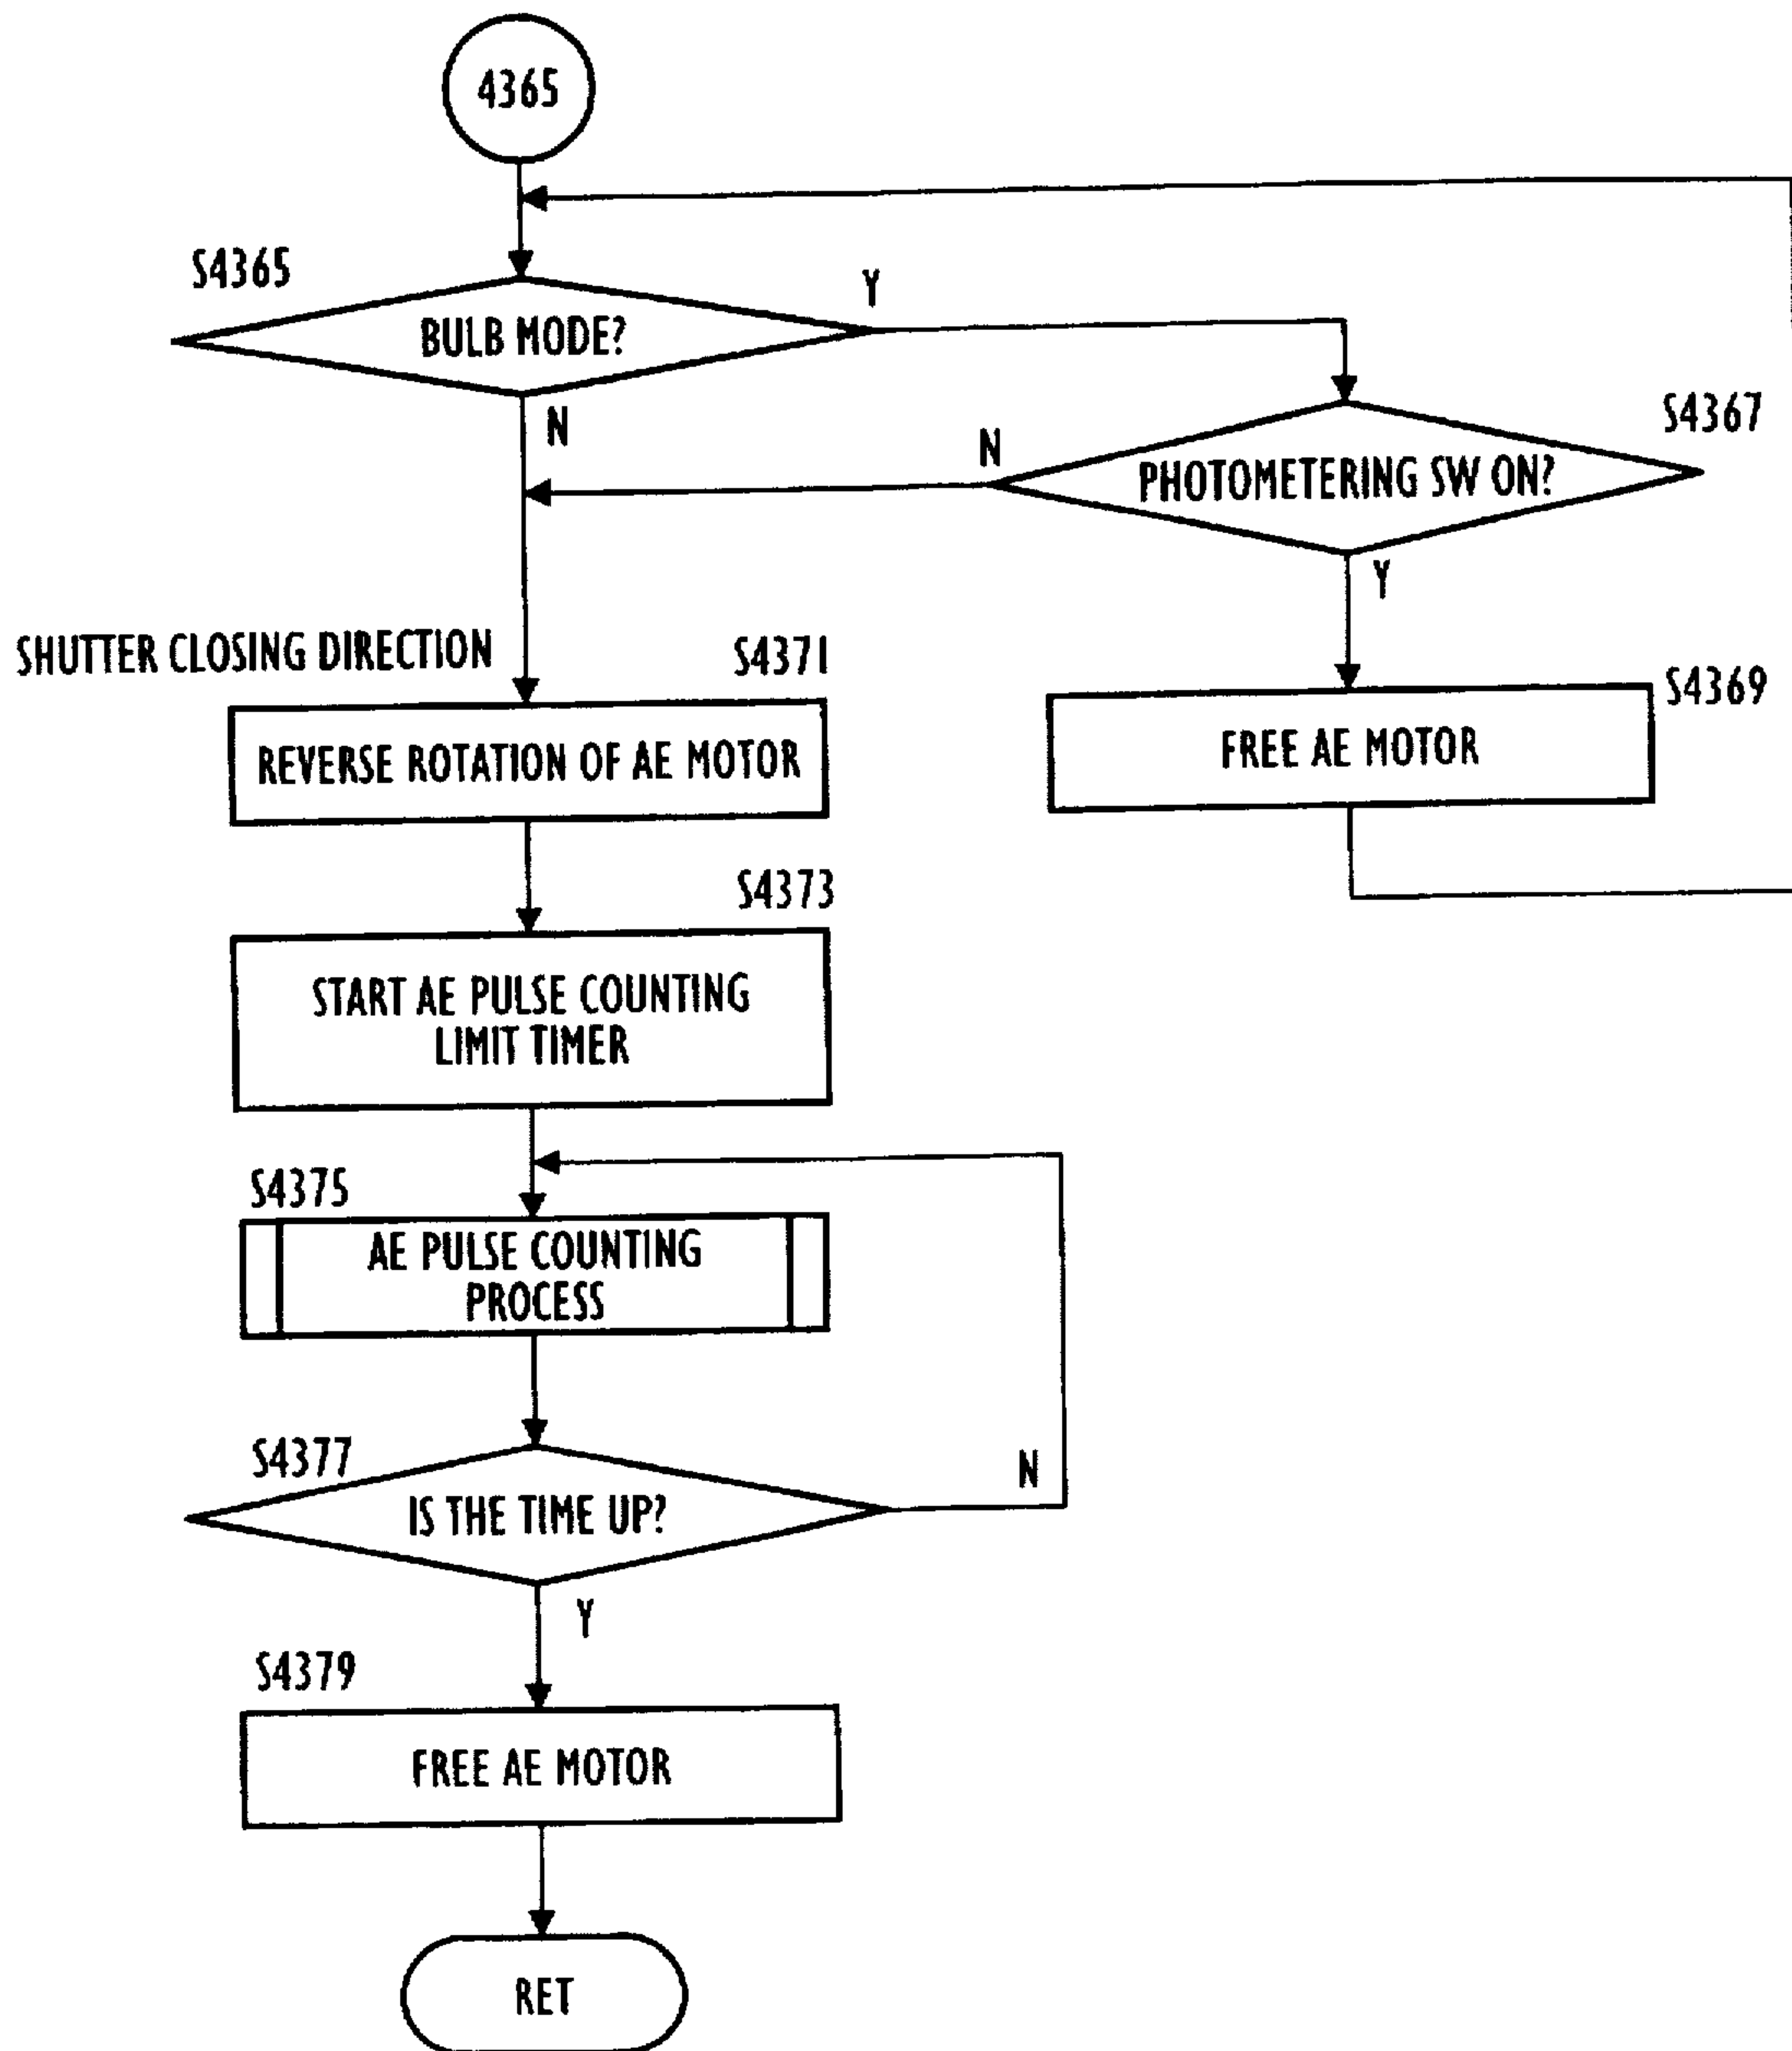 4365
S4365
Y
BULB MODE?
S4367
N
N
PHOTOMETERING SW ON?
Y
SHUTTER CLOSING DIRECTION
S4371
S4369
REVERSE ROTATION OF AE MOTOR
FREE AE MOTOR
S4373
START AE PULSE COUNTING
LIMIT TIMER
S4375
AE PULSE COUNTING
PROCESS
S4377
N
IS THE TIME UP?
Y
S4379
FREE AE MOTOR
RET